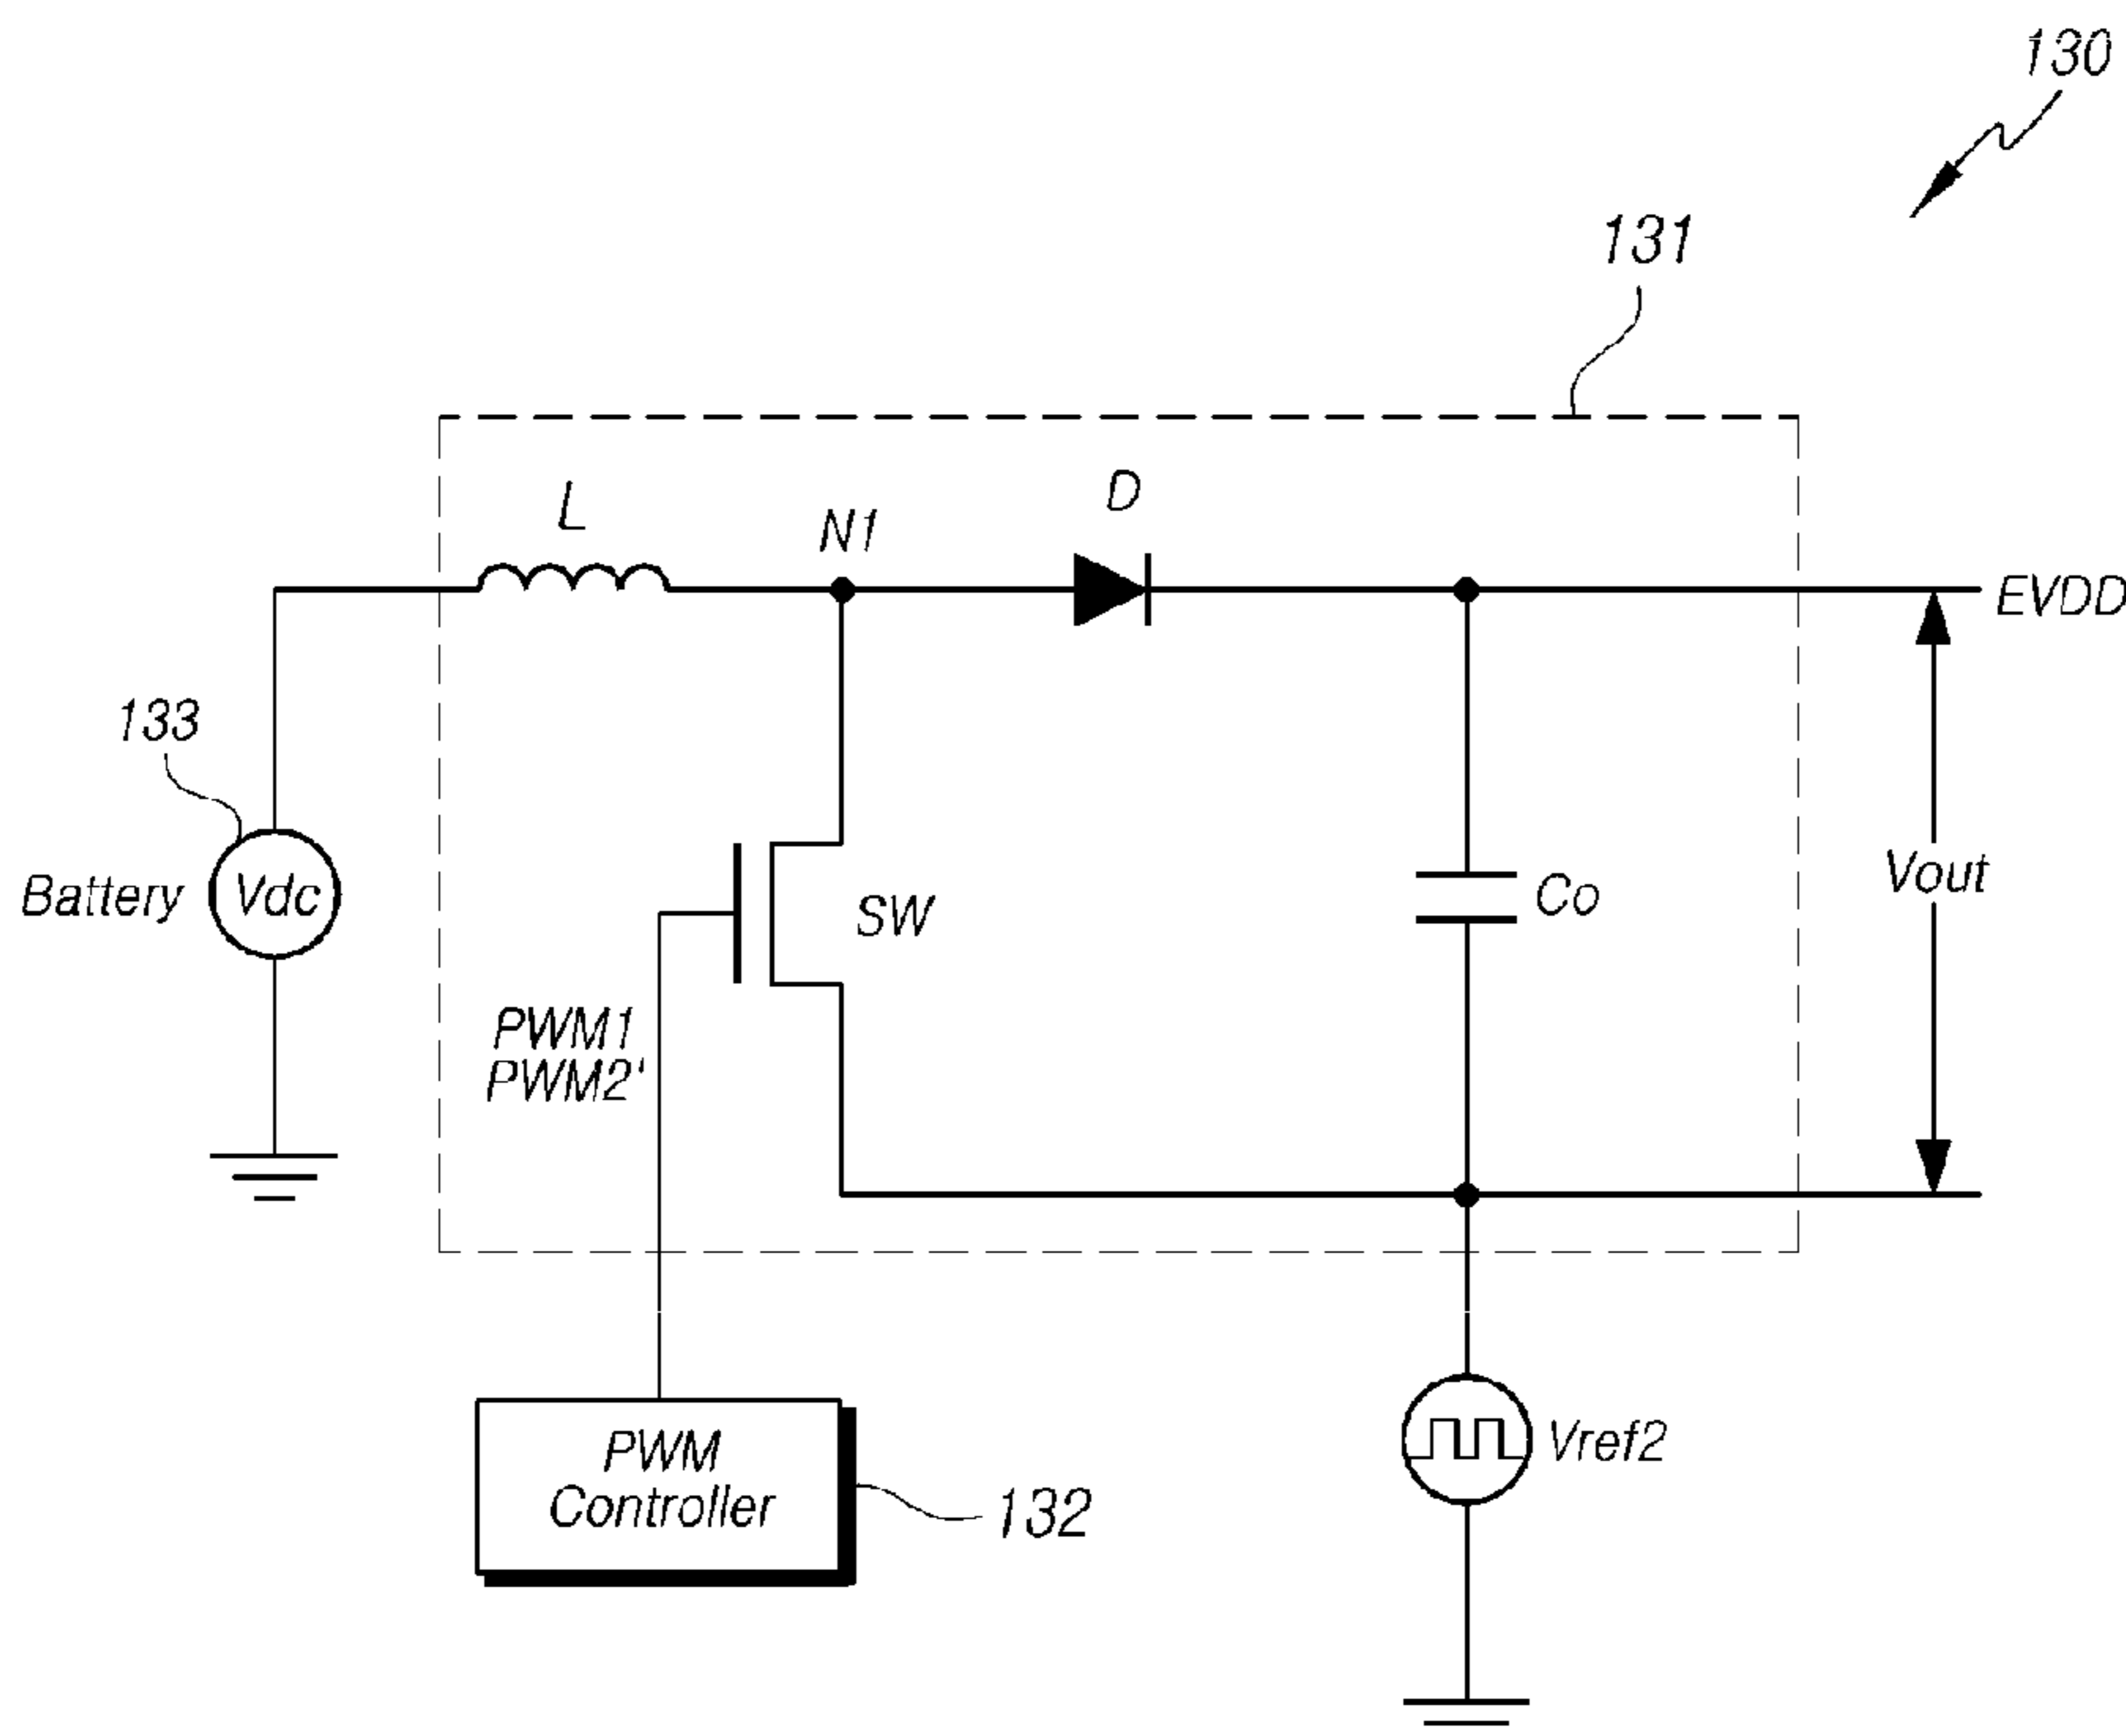 130
131
L
N1
D
EVDD
133
Battery
Vdc
SW
Co
Vout
PWM1
PWM2'
PWM
Controller
132
Vref2